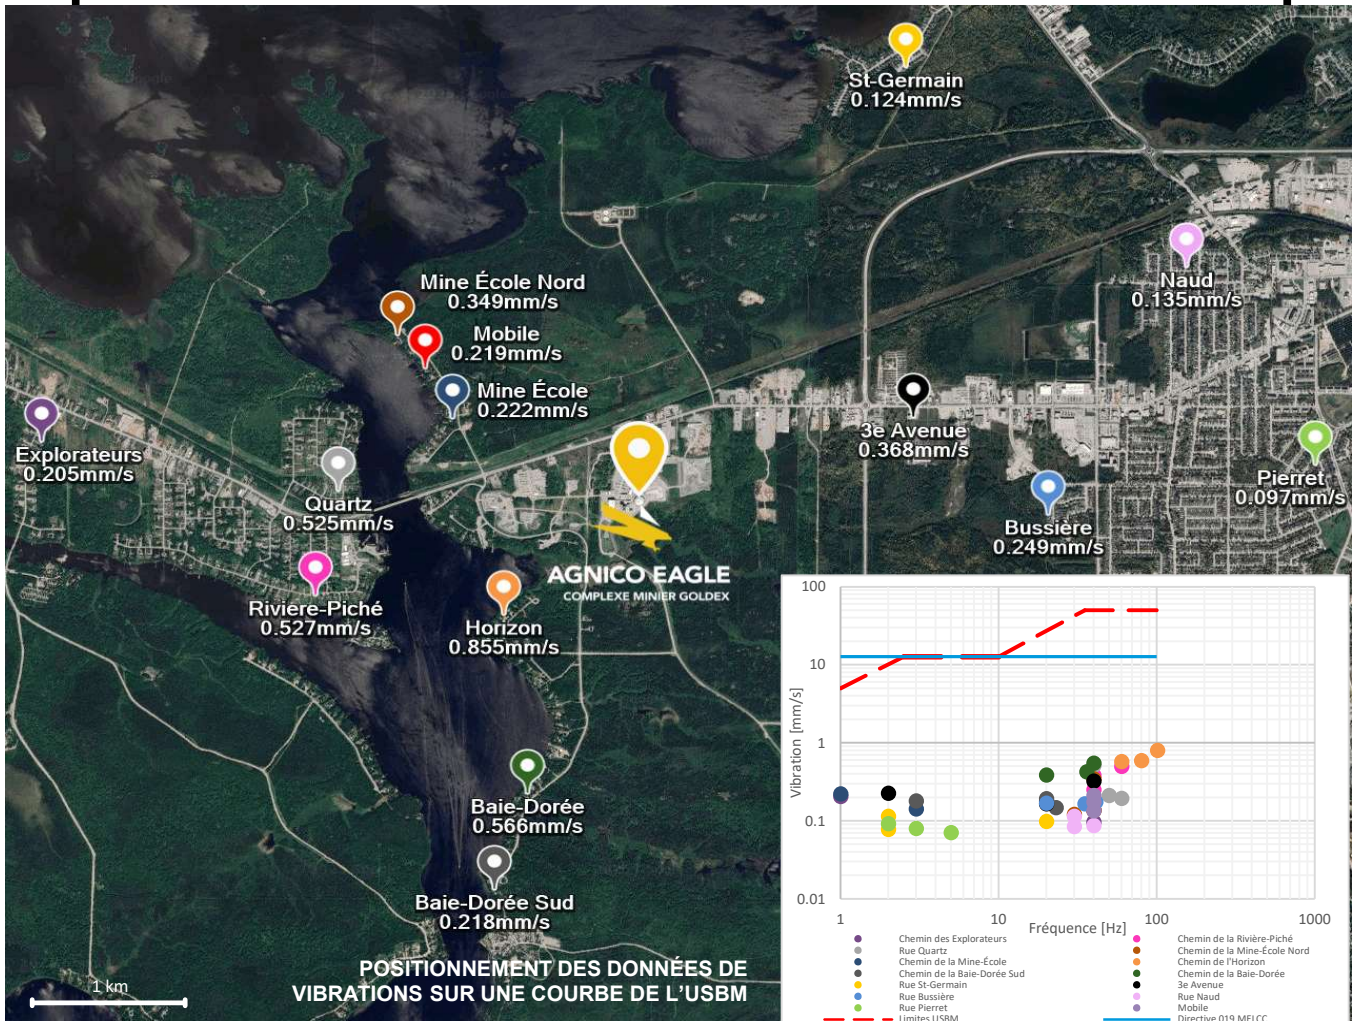 St-Germain
0.124mm/s
Naud
0.135mm/s
Mine École Nord
0.349mm/s
Mobile
0.219mm/s
Mine École
0.222mm/s
Explorateurs
0.205mm/s
Quartz
0.525mm/s
3e Avenue
0.368mm/s
Pierret
0.097mm/s
Bussière
0.249mm/s
Riviere-Piché
0.527mm/s
AGNICO EAGLE
COMPLEXE MINIER GOLDEX
Horizon
0.855mm/s
Baie-Dorée
0.566mm/s
Baie-Dorée Sud
0.218mm/s
POSITIONNEMENT DES DONNÉES DE
VIBRATIONS SUR UNE COURBE DE L'USBM
1 km
Vibration [mm/s]
100
10
1
0.1
0.01
1 10 100 1000
Fréquence [Hz]
Chemin des Explorateurs
Chemin de la Rivière-Piché
Rue Quartz
Chemin de la Mine-École Nord
Chemin de la Mine-École
Chemin de l'Horizon
Chemin de la Baie-Dorée Sud
Chemin de la Baie-Dorée
Rue St-Germain
3e Avenue
Rue Bussière
Rue Naud
Rue Pierret
Mobile
Limites USBM
Directive 019 MELCC